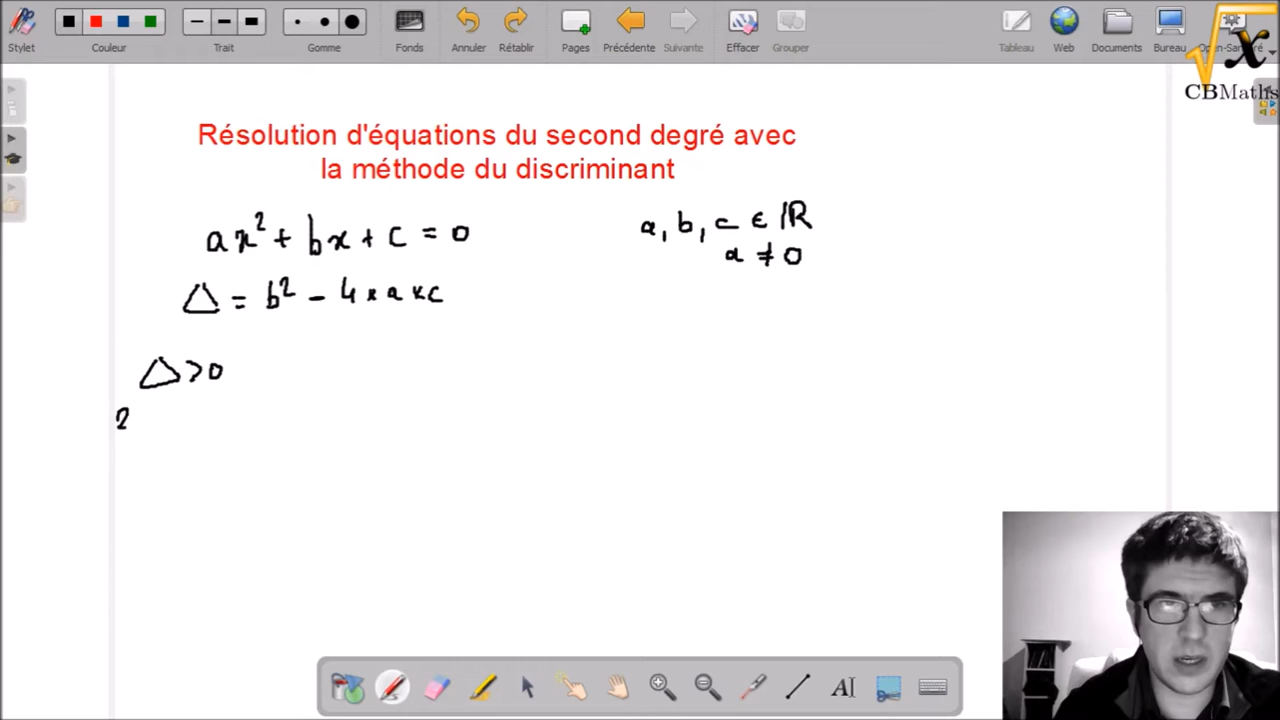 Stylet
Couleur
Trait
Gomme
Fonds
Annuler
Rétablir
Pages
Précédente
Suivante
Effacer
Grouper
Tableau
Web
Documents
Bureau
√x
CBMaths
Résolution d'équations du second degré avec
la méthode du discriminant
ax² + bx + c = 0
a, b, c ∈ ℝ
a ≠ 0
Δ = b² - 4 × a × c
Δ > 0
2
AI